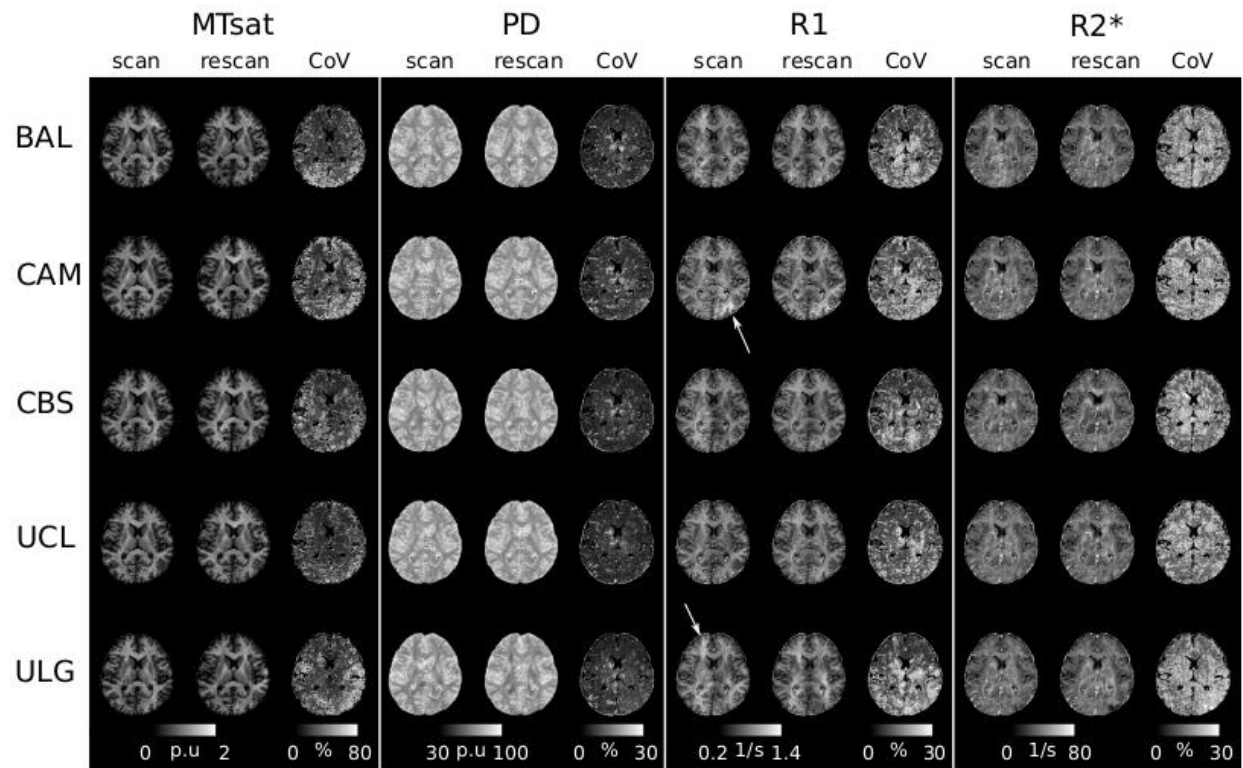 MTsat PD R1 R2*
scan rescan CoV scan rescan CoV scan rescan CoV scan rescan CoV
BAL
CAM
CBS
UCL
ULG
0 p.u 2 0 % 80 30 p.u 100 0 % 30 0.2 1/s 1.4 0 % 30 0 1/s 80 0 % 30